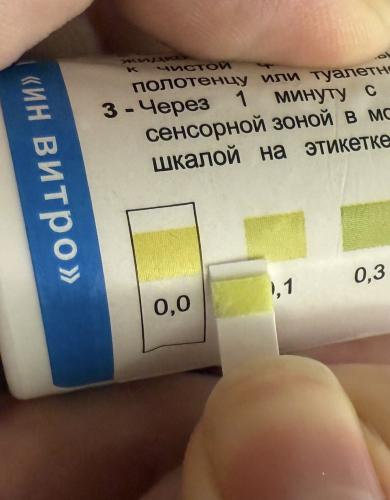 к чистой
полотенцу или туалетн
3 - Через 1 минуту с
сенсорной зоной в мо
шкалой на этикетке
«ин витро»
0,0
,1
0,3